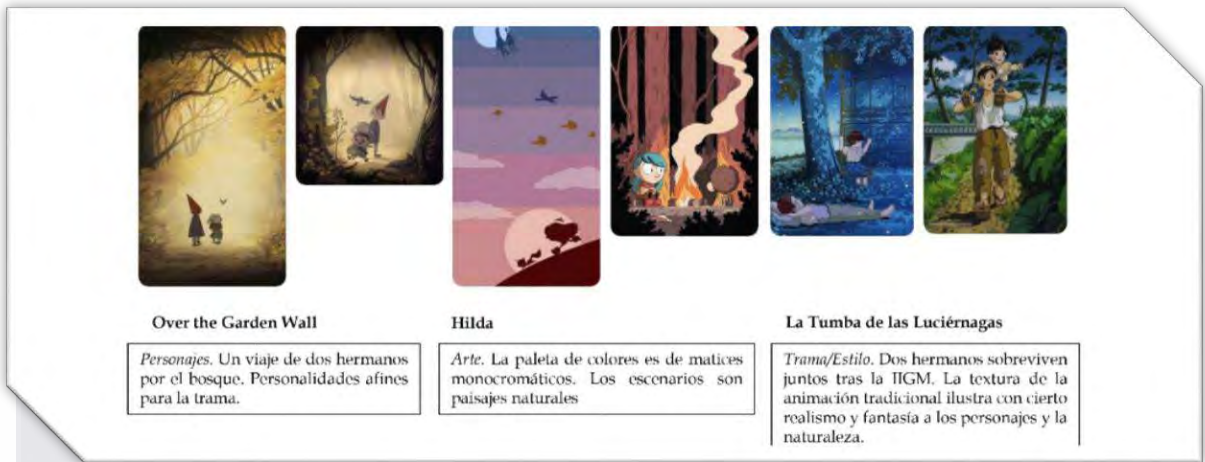 Over the Garden Wall
Personajes. Un viaje de dos hermanos
por el bosque. Personalidades afines
para la trama.
Hilda
Arte. La paleta de colores es de matices
monocromáticos. Los escenarios son
paisajes naturales
La Tumba de las Luciérnagas
Trama/Estilo. Dos hermanos sobreviven
juntos tras la IIGM. La textura de la
animación tradicional ilustra con cierto
realismo y fantasía a los personajes y la
naturaleza.